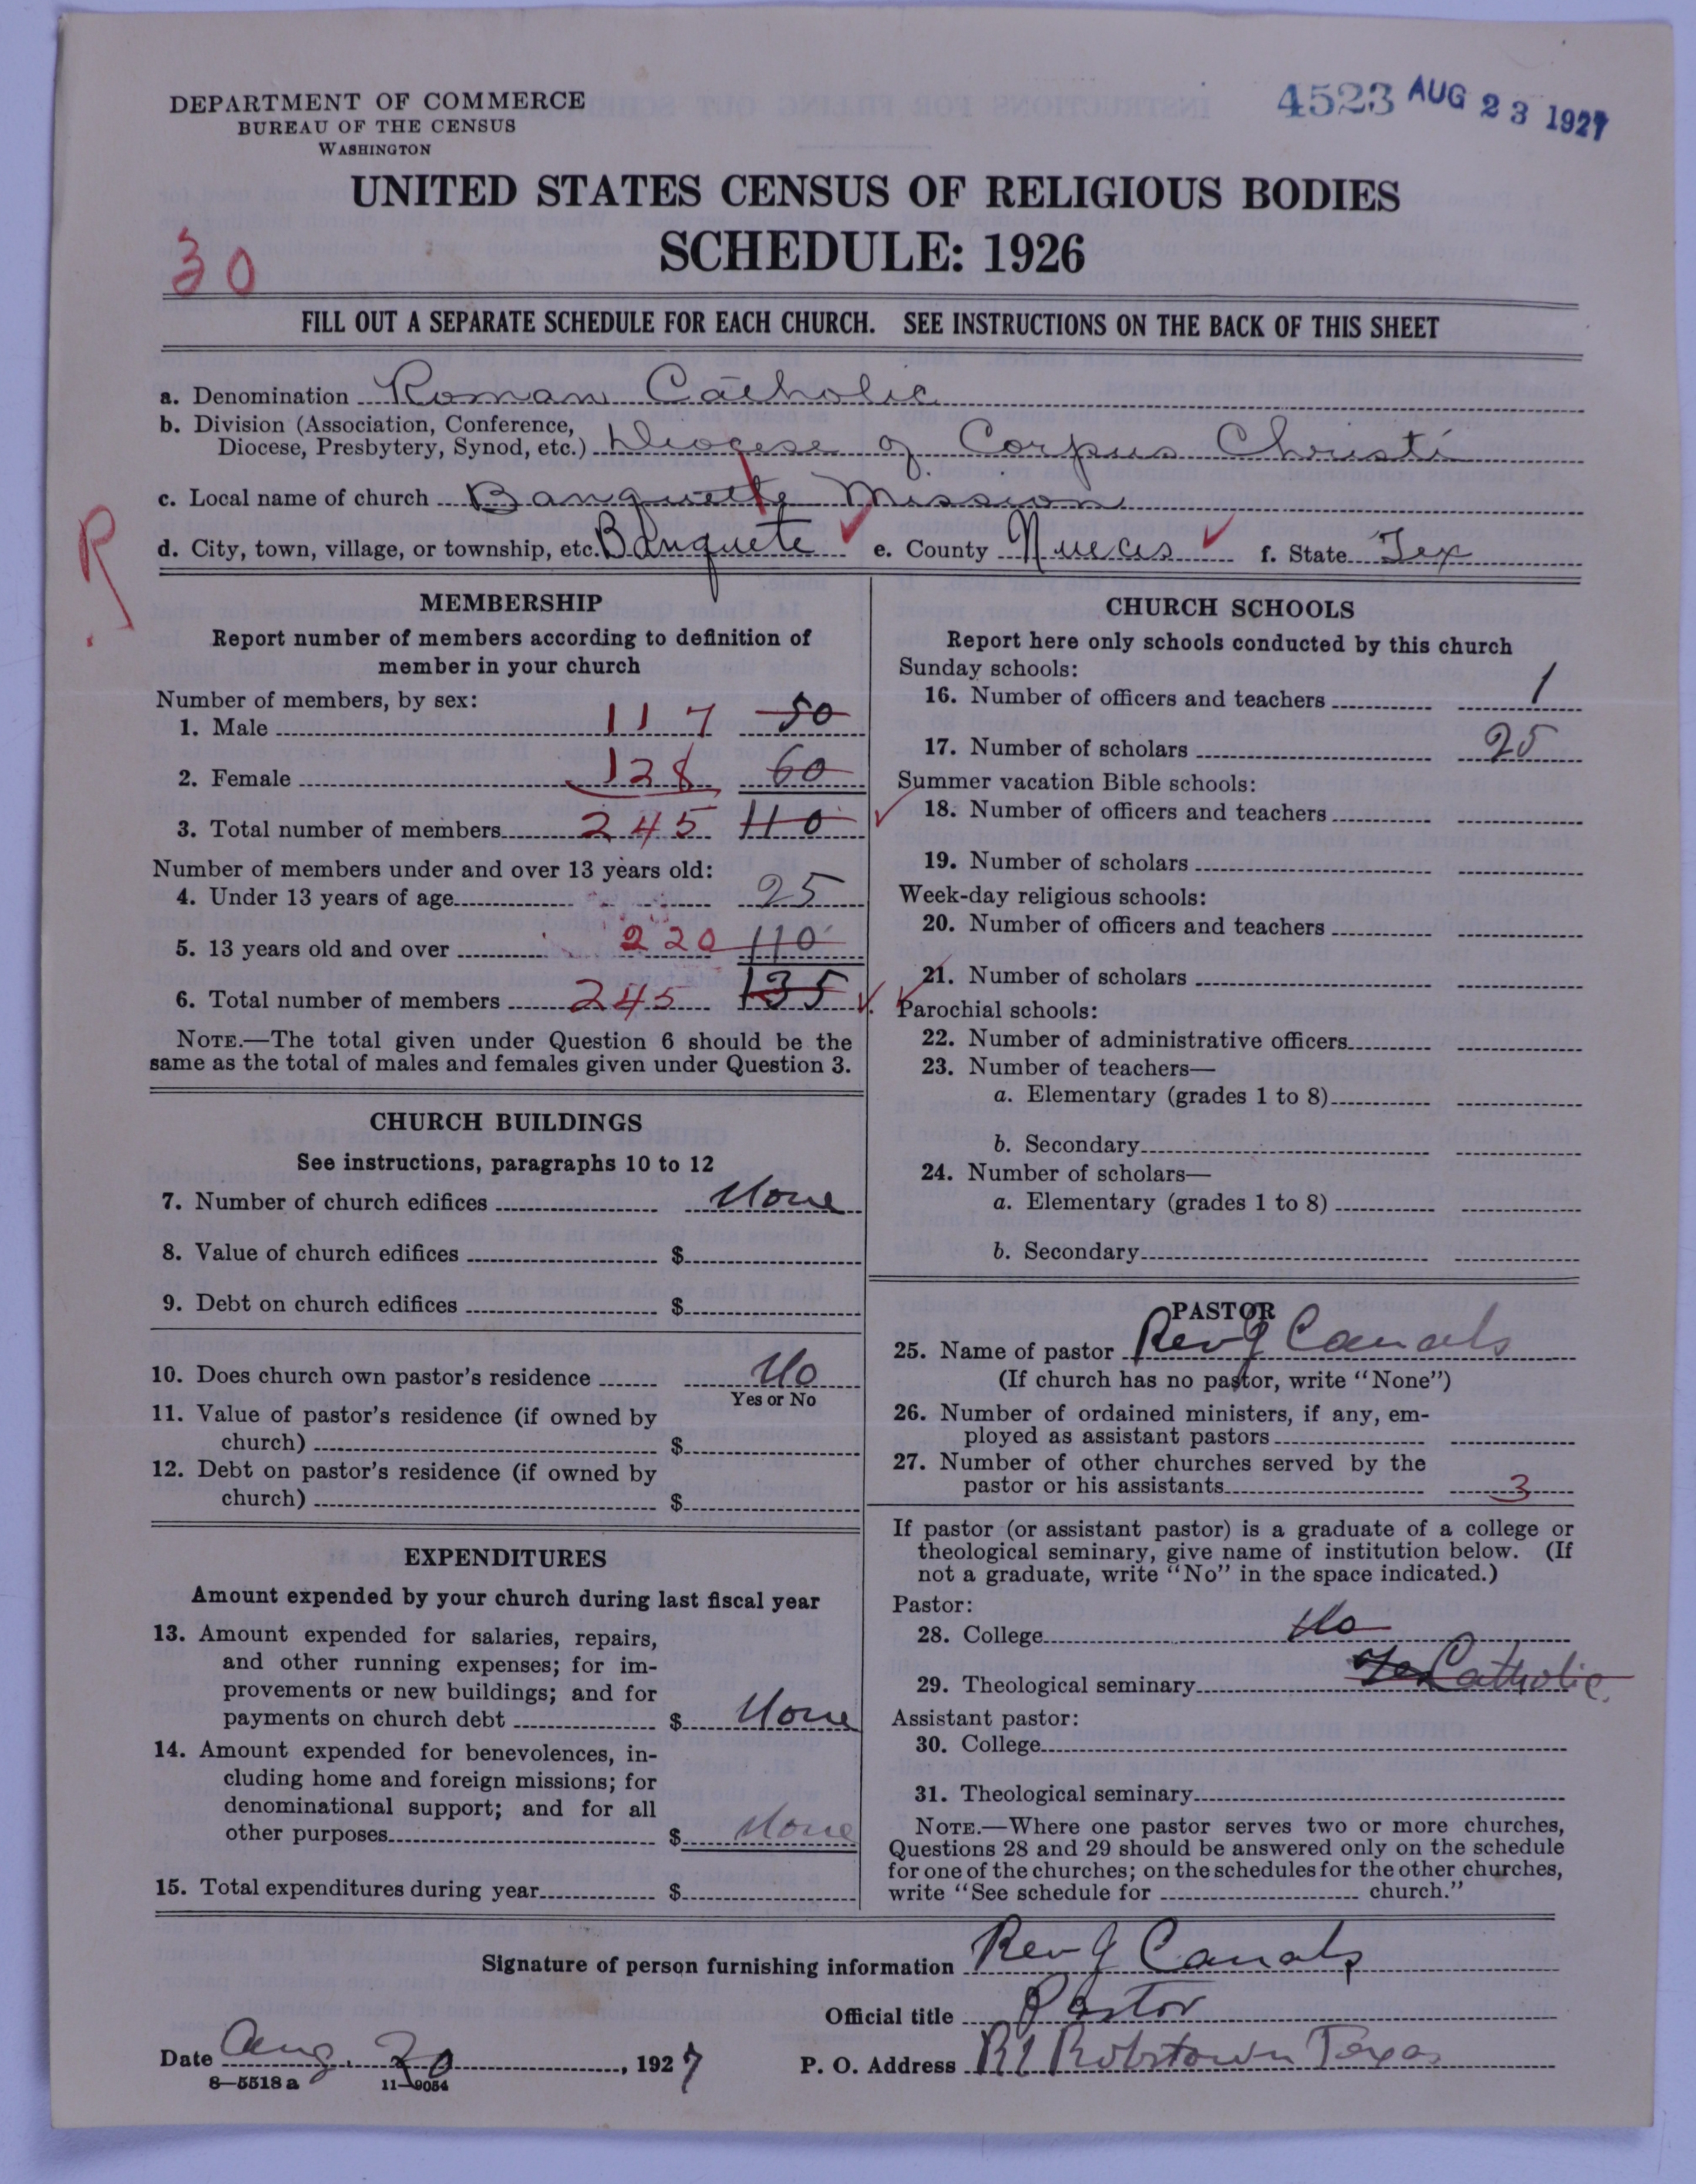 4523 AUG 23 1927
DEPARTMENT OF COMMERCE
BUREAU OF THE CENSUS
WASHINGTON
UNITED STATES CENSUS OF RELIGIOUS BODIES
SCHEDULE: 1926
30
FILL OUT A SEPARATE SCHEDULE FOR EACH CHURCH. SEE INSTRUCTIONS ON THE BACK OF THIS SHEET
a. Denomination Roman Catholic
b. Division (Association, Conference,
Diocese, Presbytery, Synod, etc.) Diocese of Corpus Christi
c. Local name of church Banquette Mission
d. City, town, village, or township, etc. Banquete e. County Nueces f. State Tex
R
MEMBERSHIP
Report number of members according to definition of
member in your church
Number of members, by sex:
1. Male 117 50
2. Female 128 60
3. Total number of members 245 110
Number of members under and over 13 years old:
4. Under 13 years of age 25
5. 13 years old and over 220 110
6. Total number of members 245 135
NOTE.—The total given under Question 6 should be the
same as the total of males and females given under Question 3.
CHURCH BUILDINGS
See instructions, paragraphs 10 to 12
7. Number of church edifices None
8. Value of church edifices $
9. Debt on church edifices $
10. Does church own pastor's residence No
Yes or No
11. Value of pastor's residence (if owned by
church) $
12. Debt on pastor's residence (if owned by
church) $
EXPENDITURES
Amount expended by your church during last fiscal year
13. Amount expended for salaries, repairs,
and other running expenses; for im-
provements or new buildings; and for
payments on church debt $ None
14. Amount expended for benevolences, in-
cluding home and foreign missions; for
denominational support; and for all
other purposes $ None
15. Total expenditures during year $
CHURCH SCHOOLS
Report here only schools conducted by this church
Sunday schools:
16. Number of officers and teachers 1
17. Number of scholars 25
Summer vacation Bible schools:
18. Number of officers and teachers
19. Number of scholars
Week-day religious schools:
20. Number of officers and teachers
21. Number of scholars
Parochial schools:
22. Number of administrative officers
23. Number of teachers—
a. Elementary (grades 1 to 8)
b. Secondary
24. Number of scholars—
a. Elementary (grades 1 to 8)
b. Secondary
PASTOR
25. Name of pastor Rev J Canals
(If church has no pastor, write "None")
26. Number of ordained ministers, if any, em-
ployed as assistant pastors
27. Number of other churches served by the
pastor or his assistants 3
If pastor (or assistant pastor) is a graduate of a college or
theological seminary, give name of institution below. (If
not a graduate, write "No" in the space indicated.)
Pastor:
28. College No
29. Theological seminary Catholic
Assistant pastor:
30. College
31. Theological seminary
NOTE.—Where one pastor serves two or more churches,
Questions 28 and 29 should be answered only on the schedule
for one of the churches; on the schedules for the other churches,
write "See schedule for church."
Signature of person furnishing information Rev J Canals
Official title Pastor
Date Aug. 20, 1927 P. O. Address R1 Robstown Texas
8—5518 a 11—9054